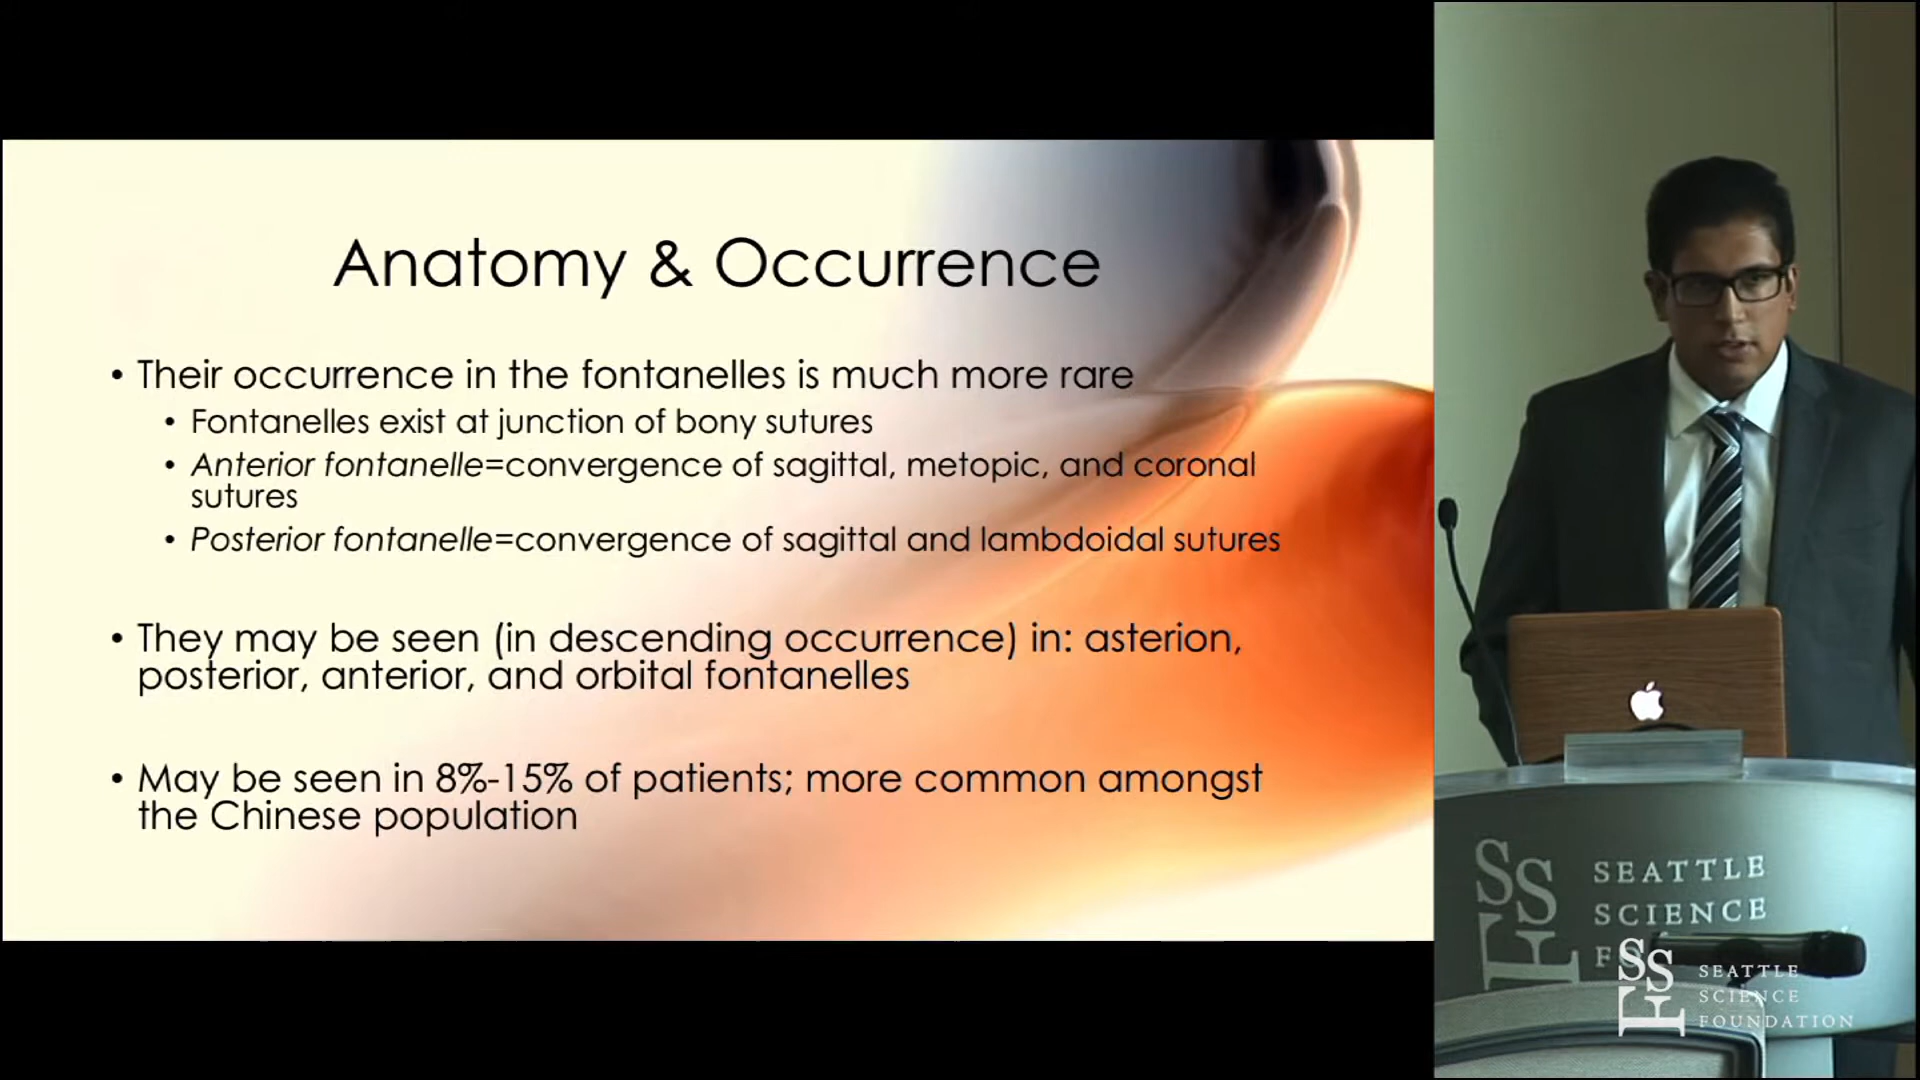 Anatomy & Occurrence
• Their occurrence in the fontanelles is much more rare
• Fontanelles exist at junction of bony sutures
• Anterior fontanelle=convergence of sagittal, metopic, and coronal
sutures
• Posterior fontanelle=convergence of sagittal and lambdoidal sutures
• They may be seen (in descending occurrence) in: asterion,
posterior, anterior, and orbital fontanelles
• May be seen in 8%-15% of patients; more common amongst
the Chinese population
SSF
SEATTLE
SCIENCE
SSF
SEATTLE
SCIENCE
FOUNDATION